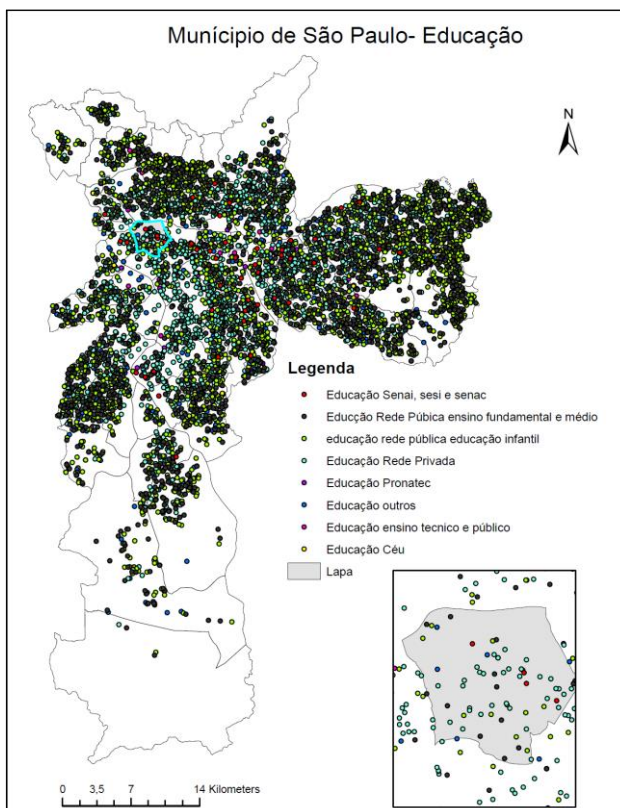 Munícipio de São Paulo- Educação
N
Legenda
Educação Senai, sesi e senac
Educção Rede Púbica ensino fundamental e médio
educação rede pública educação infantil
Educação Rede Privada
Educação Pronatec
Educação outros
Educação ensino tecnico e público
Educação Céu
Lapa
0 3,5 7 14 Kilometers